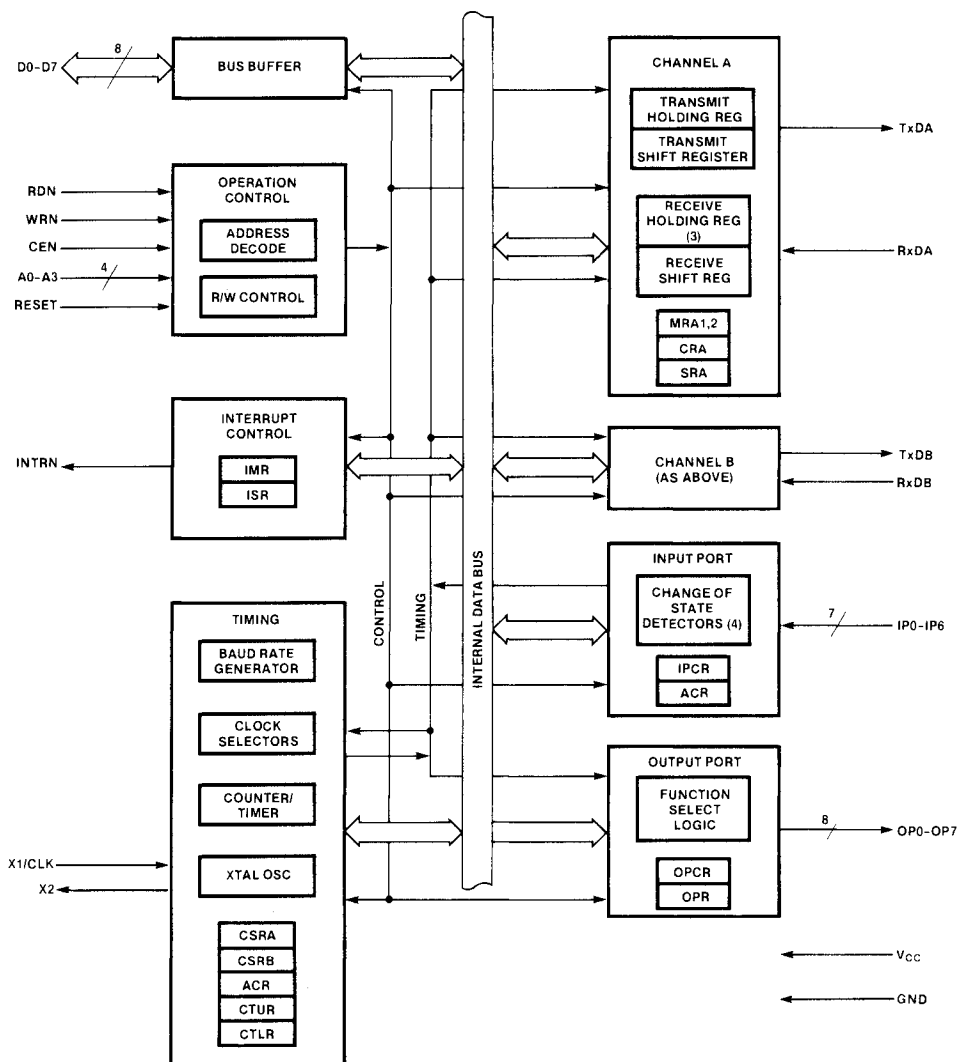 D0-D7
8
BUS BUFFER
RDN
WRN
CEN
A0-A3
4
RESET
OPERATION
CONTROL
ADDRESS
DECODE
R/W CONTROL
INTRN
INTERRUPT
CONTROL
IMR
ISR
TIMING
BAUD RATE
GENERATOR
CLOCK
SELECTORS
COUNTER/
TIMER
XTAL OSC
X1/CLK
X2
CSRA
CSRB
ACR
CTUR
CTLR
CONTROL
TIMING
INTERNAL DATA BUS
CHANNEL A
TRANSMIT
HOLDING REG
TRANSMIT
SHIFT REGISTER
TxDA
RECEIVE
HOLDING REG
(3)
RECEIVE
SHIFT REG
RxDA
MRA1,2
CRA
SRA
CHANNEL B
(AS ABOVE)
TxDB
RxDB
INPUT PORT
CHANGE OF
STATE
DETECTORS (4)
7
IP0-IP6
IPCR
ACR
OUTPUT PORT
FUNCTION
SELECT
LOGIC
8
OP0-OP7
OPCR
OPR
VCC
GND